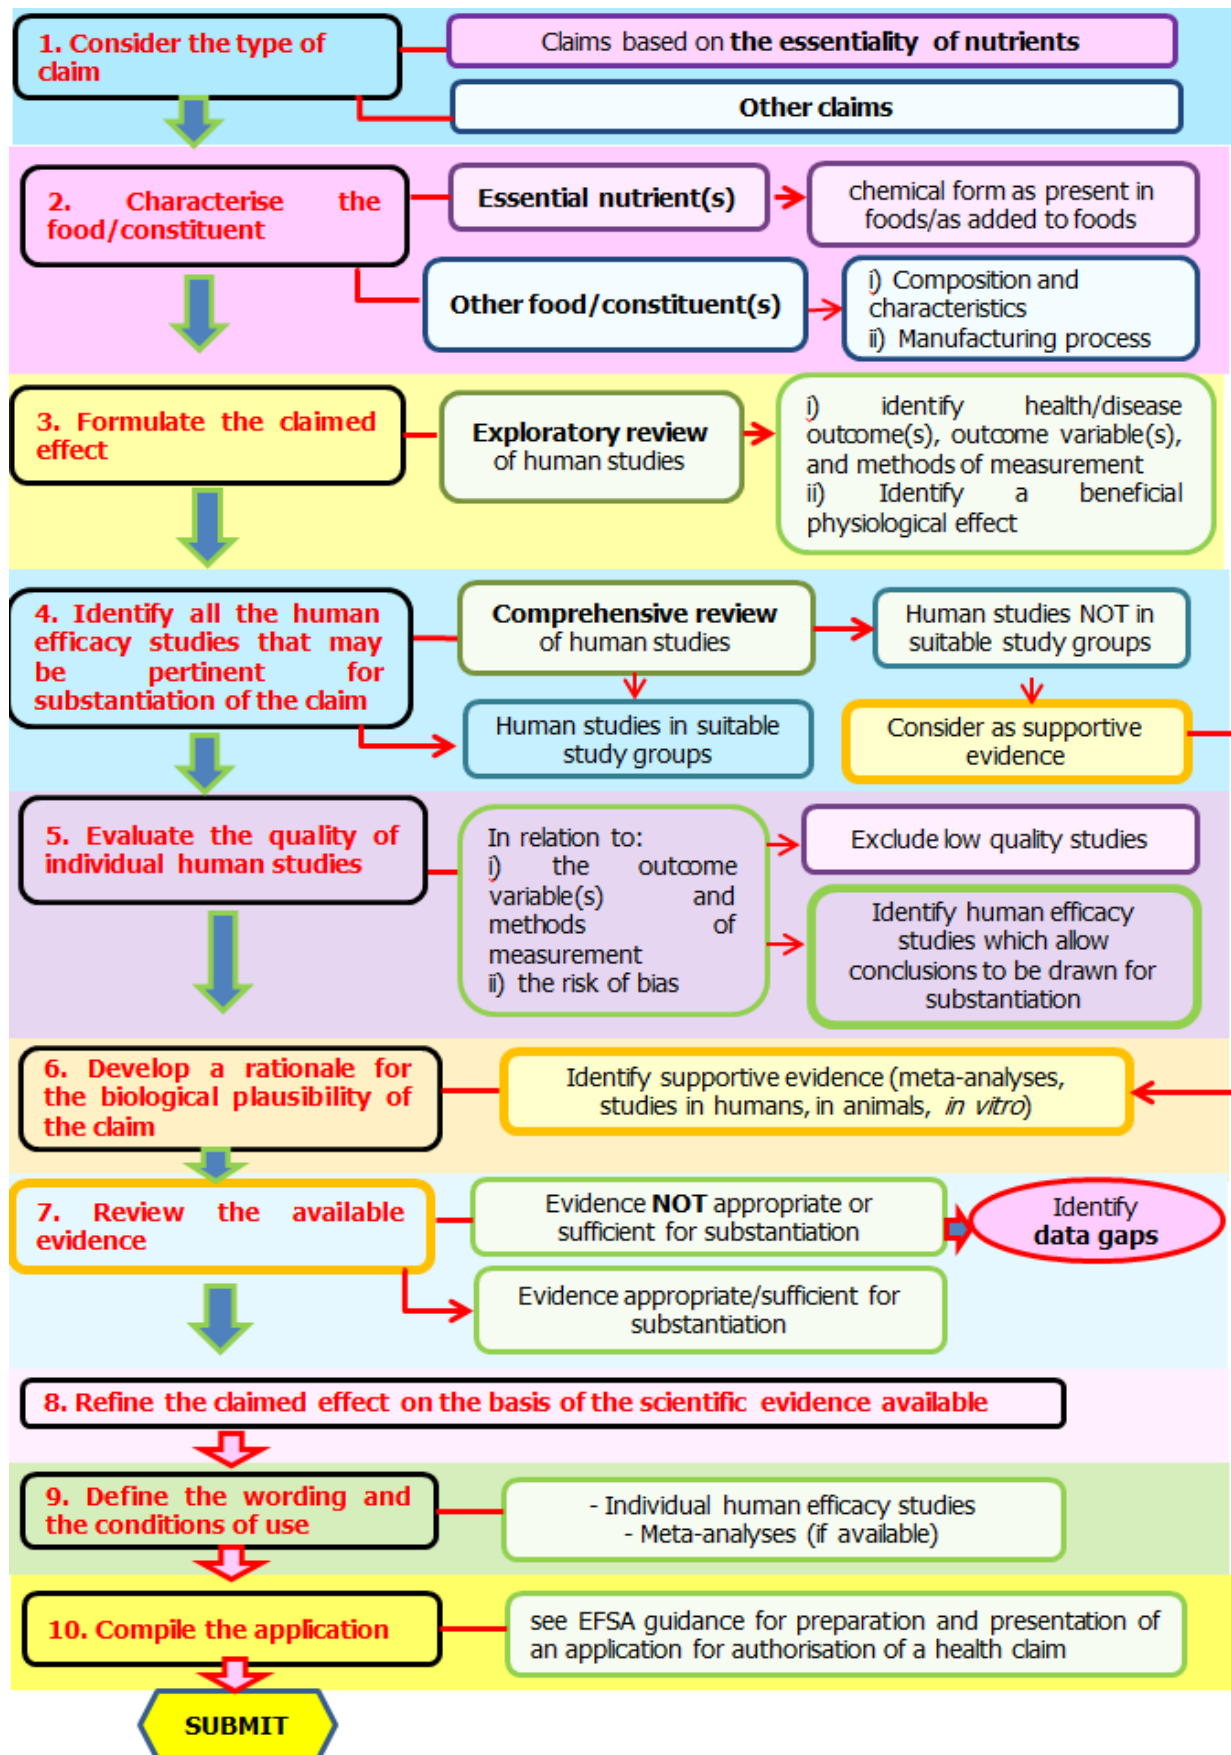 1. Consider the type of
claim
Claims based on the essentiality of nutrients
Other claims
2. Characterise the
food/constituent
Essential nutrient(s)
chemical form as present in
foods/as added to foods
Other food/constituent(s)
i) Composition and
characteristics
ii) Manufacturing process
3. Formulate the claimed
effect
Exploratory review
of human studies
i) identify health/disease
outcome(s), outcome variable(s),
and methods of measurement
ii) Identify a beneficial
physiological effect
4. Identify all the human
efficacy studies that may
be pertinent for
substantiation of the claim
Comprehensive review
of human studies
Human studies NOT in
suitable study groups
Human studies in suitable
study groups
Consider as supportive
evidence
5. Evaluate the quality of
individual human studies
In relation to:
i) the outcome
variable(s) and
methods of
measurement
ii) the risk of bias
Exclude low quality studies
Identify human efficacy
studies which allow
conclusions to be drawn for
substantiation
6. Develop a rationale for
the biological plausibility of
the claim
Identify supportive evidence (meta-analyses,
studies in humans, in animals, in vitro)
7. Review the available
evidence
Evidence NOT appropriate or
sufficient for substantiation
Identify
data gaps
Evidence appropriate/sufficient for
substantiation
8. Refine the claimed effect on the basis of the scientific evidence available
9. Define the wording and
the conditions of use
- Individual human efficacy studies
- Meta-analyses (if available)
10. Compile the application
see EFSA guidance for preparation and presentation of
an application for authorisation of a health claim
SUBMIT